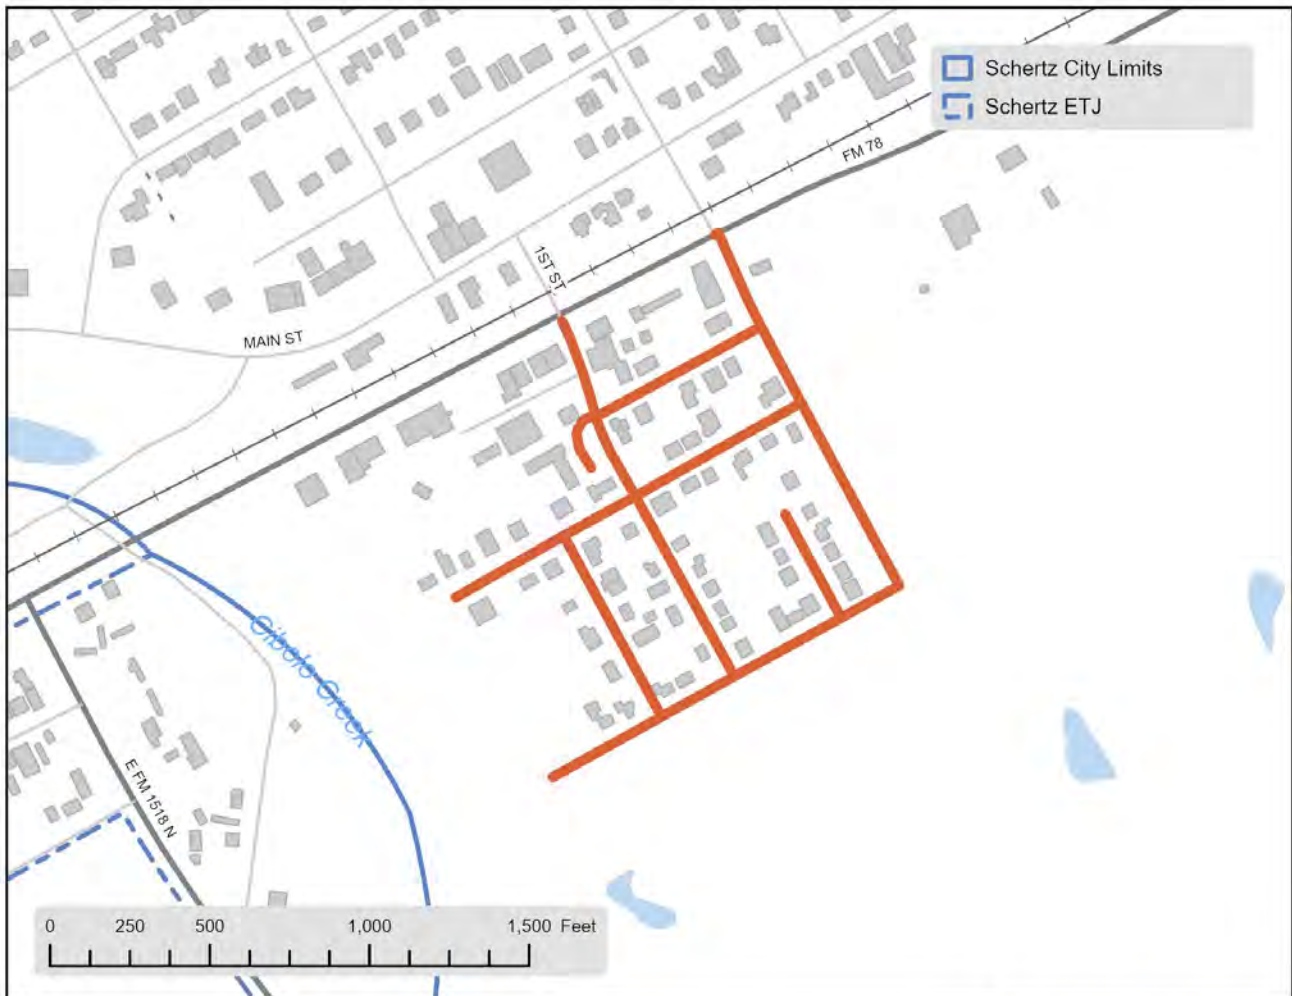 Schertz City Limits
Schertz ETJ
FM 78
1ST ST
MAIN ST
Cibolo Creek
E FM 1518 N
0 250 500 1,000 1,500 Feet